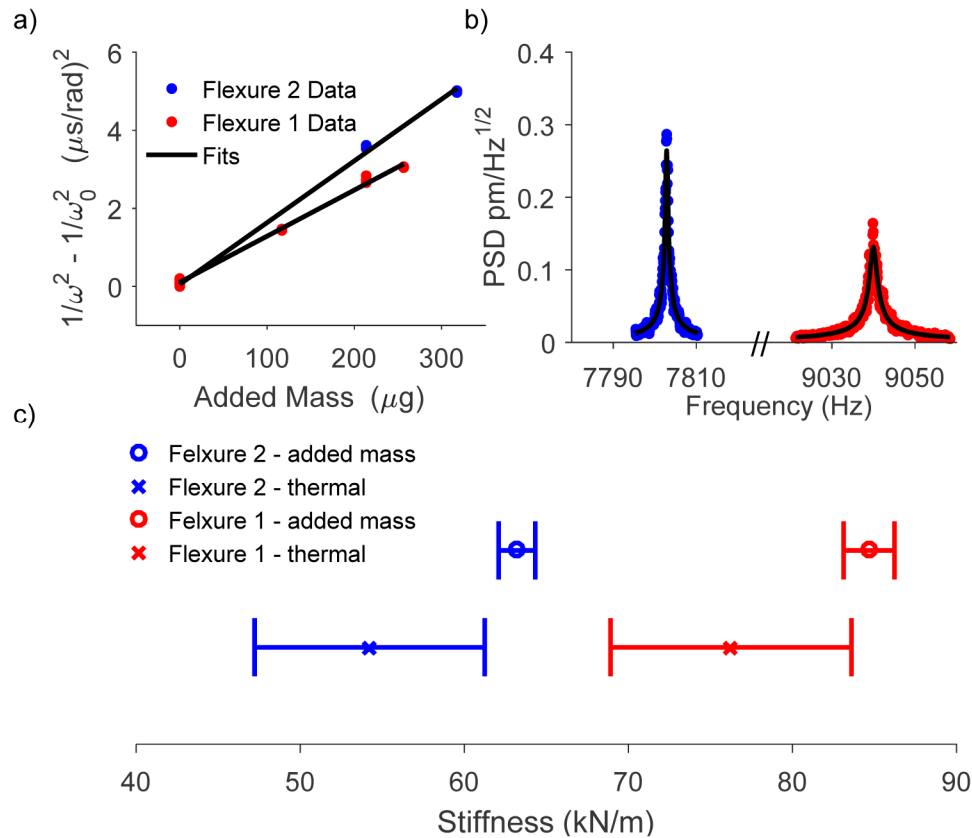 a)
1/ω² - 1/ω₀² (μs/rad)²
6
4
2
0
Flexure 2 Data
Flexure 1 Data
Fits
0 100 200 300
Added Mass (μg)
b)
PSD pm/Hz^1/2
0.4
0.3
0.2
0.1
0
7790 7810 9030 9050
Frequency (Hz)
c)
Felxure 2 - added mass
Flexure 2 - thermal
Felxure 1 - added mass
Flexure 1 - thermal
40 50 60 70 80 90
Stiffness (kN/m)